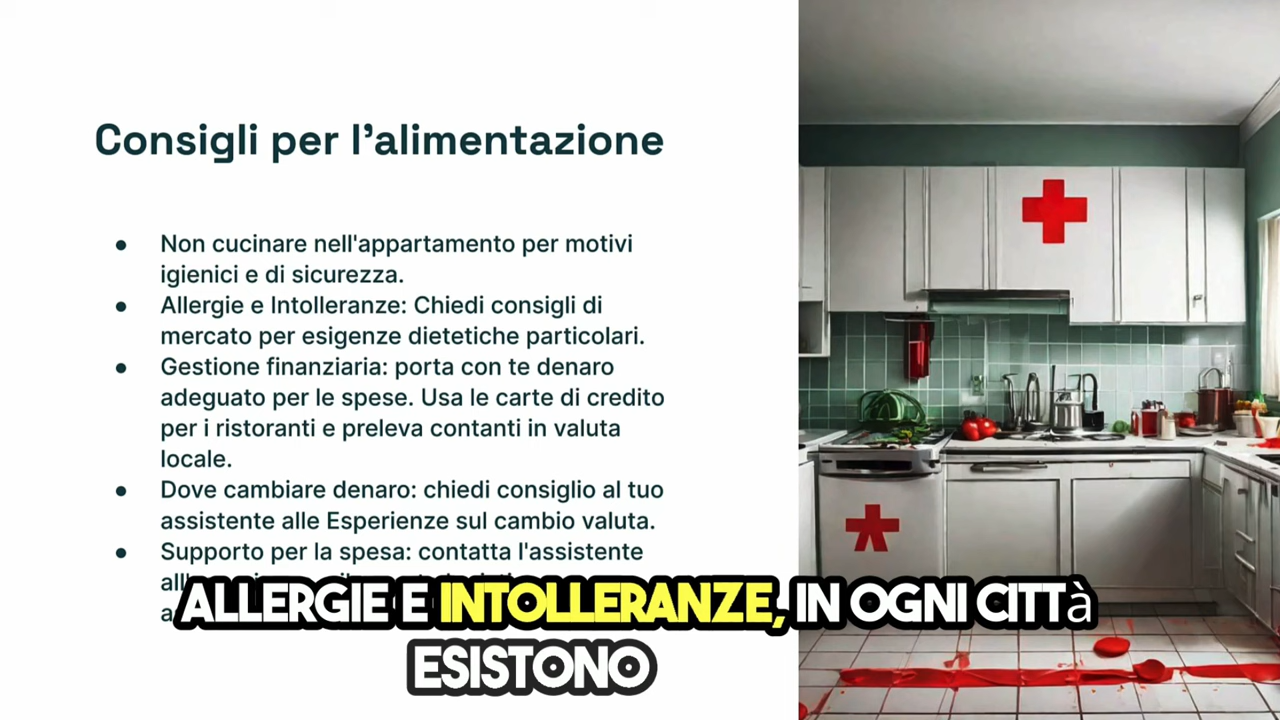 Consigli per l'alimentazione
● Non cucinare nell'appartamento per motivi
igienici e di sicurezza.
● Allergie e Intolleranze: Chiedi consigli di
mercato per esigenze dietetiche particolari.
● Gestione finanziaria: porta con te denaro
adeguato per le spese. Usa le carte di credito
per i ristoranti e preleva contanti in valuta
locale.
● Dove cambiare denaro: chiedi consiglio al tuo
assistente alle Esperienze sul cambio valuta.
● Supporto per la spesa: contatta l'assistente
ALLERGIE E INTOLLERANZE, IN OGNI CITTà
ESISTONO